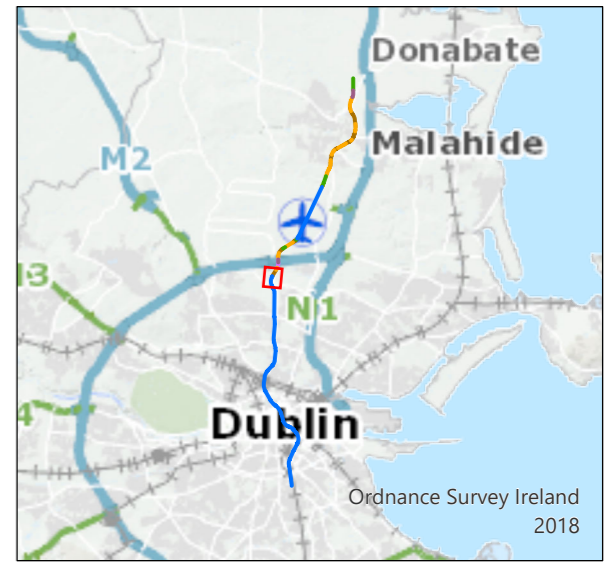 Donabate
M2
Malahide
N1
Dublin
Ordnance Survey Ireland
2018